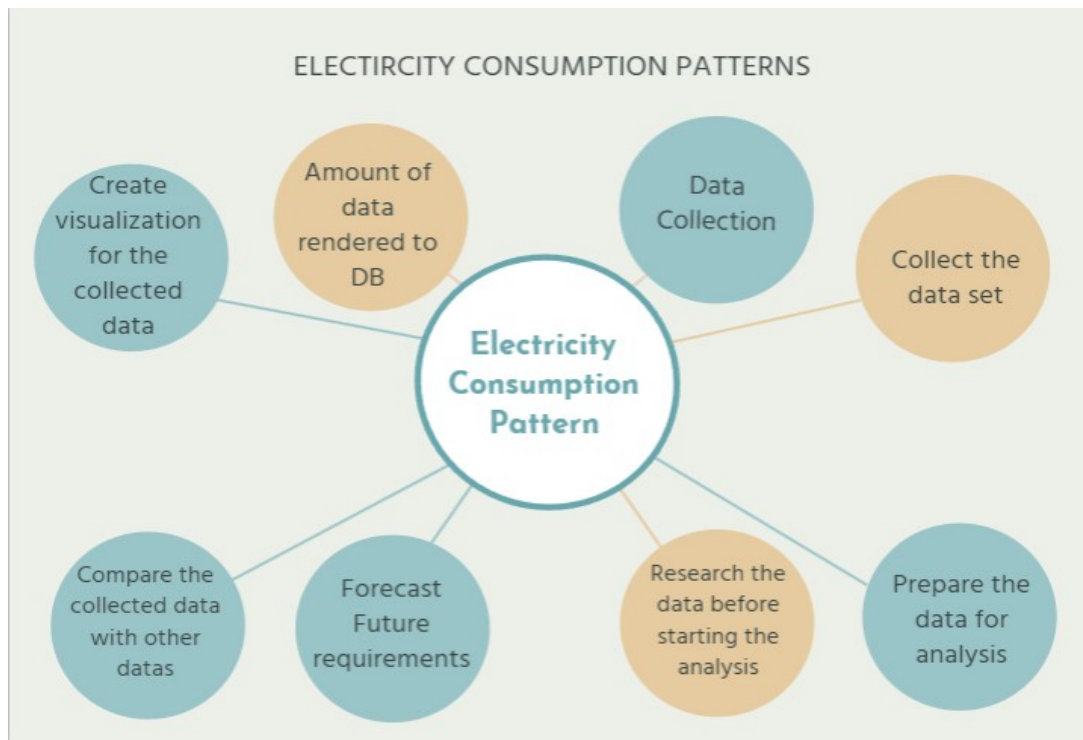 ELECTIRCITY CONSUMPTION PATTERNS
Create
visualization
for the
collected
data
Amount of
data
rendered to
DB
Data
Collection
Collect the
data set
Electricity
Consumption
Pattern
Compare the
collected data
with other
datas
Forecast
Future
requirements
Research the
data before
starting the
analysis
Prepare the
data for
analysis